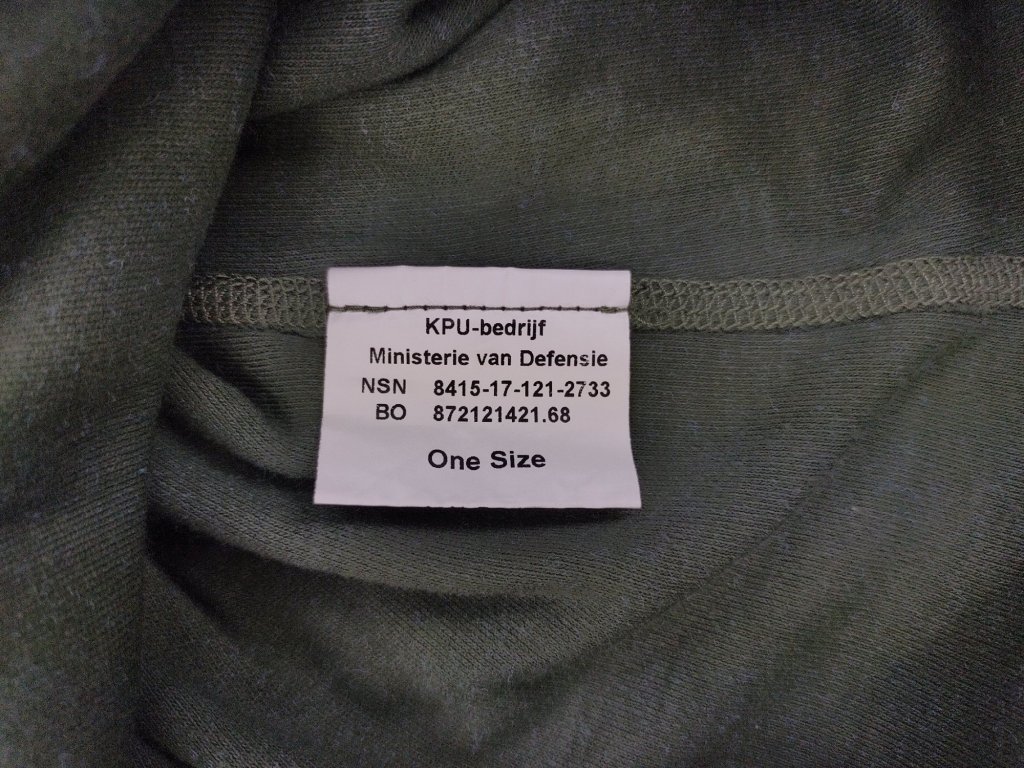 KPU-bedrijf
Ministerie van Defensie
NSN 8415-17-121-2733
BO 872121421.68
One Size